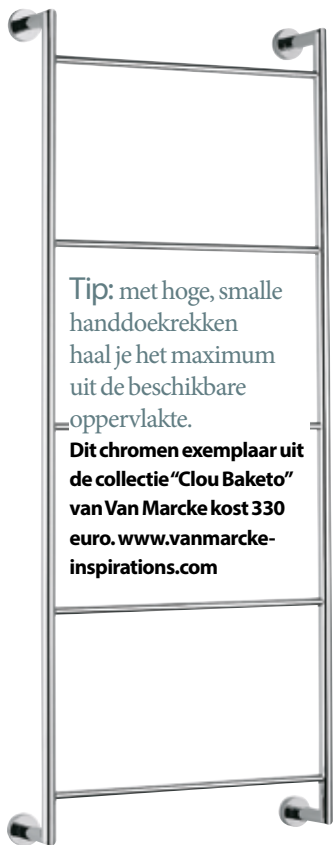 Tip: met hoge, smalle
handdoekrekken
haal je het maximum
uit de beschikbare
oppervlakte.
Dit chromen exemplaar uit
de collectie “Clou Baketo”
van Van Marcke kost 330
euro. www.vanmarcke-
inspirations.com